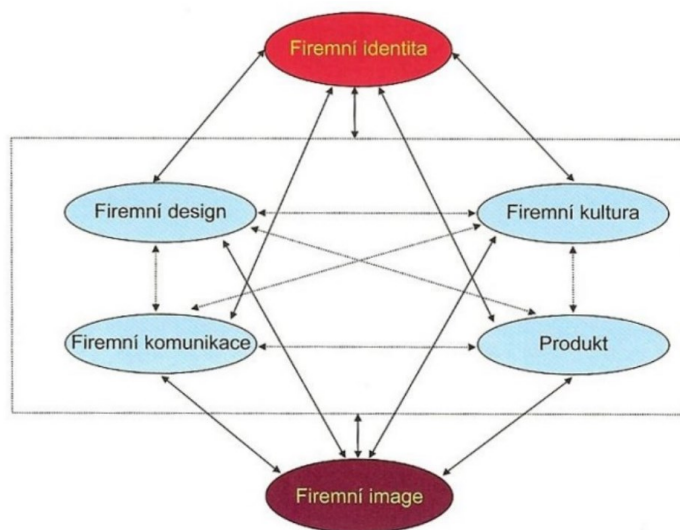 Firemní identita
Firemní design
Firemní kultura
Firemní komunikace
Produkt
Firemní image